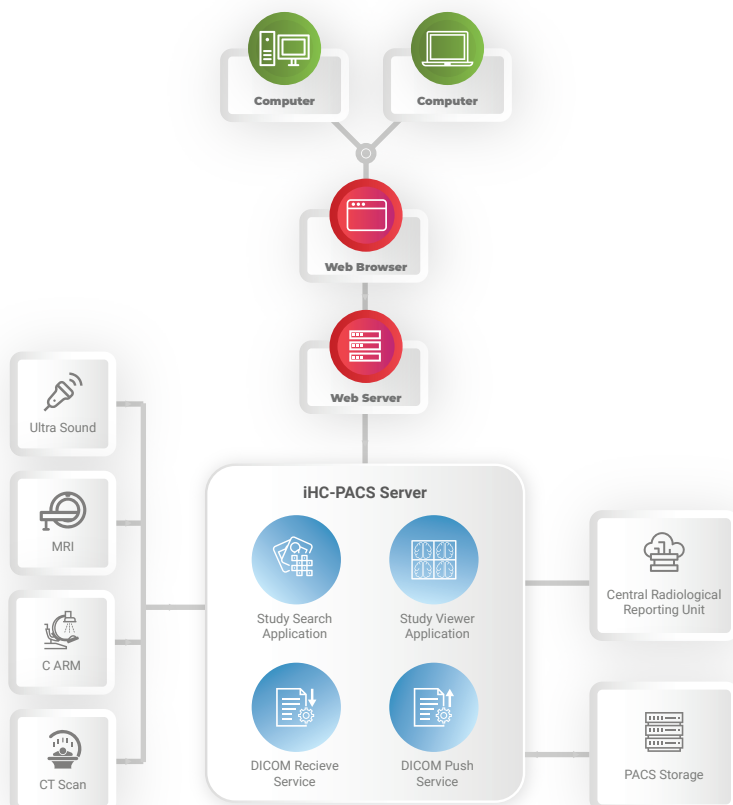 Computer
Computer
Web Browser
Web Server
Ultra Sound
MRI
C ARM
CT Scan
iHC-PACS Server
Study Search
Application
Study Viewer
Application
DICOM Recieve
Service
DICOM Push
Service
Central Radiological
Reporting Unit
PACS Storage